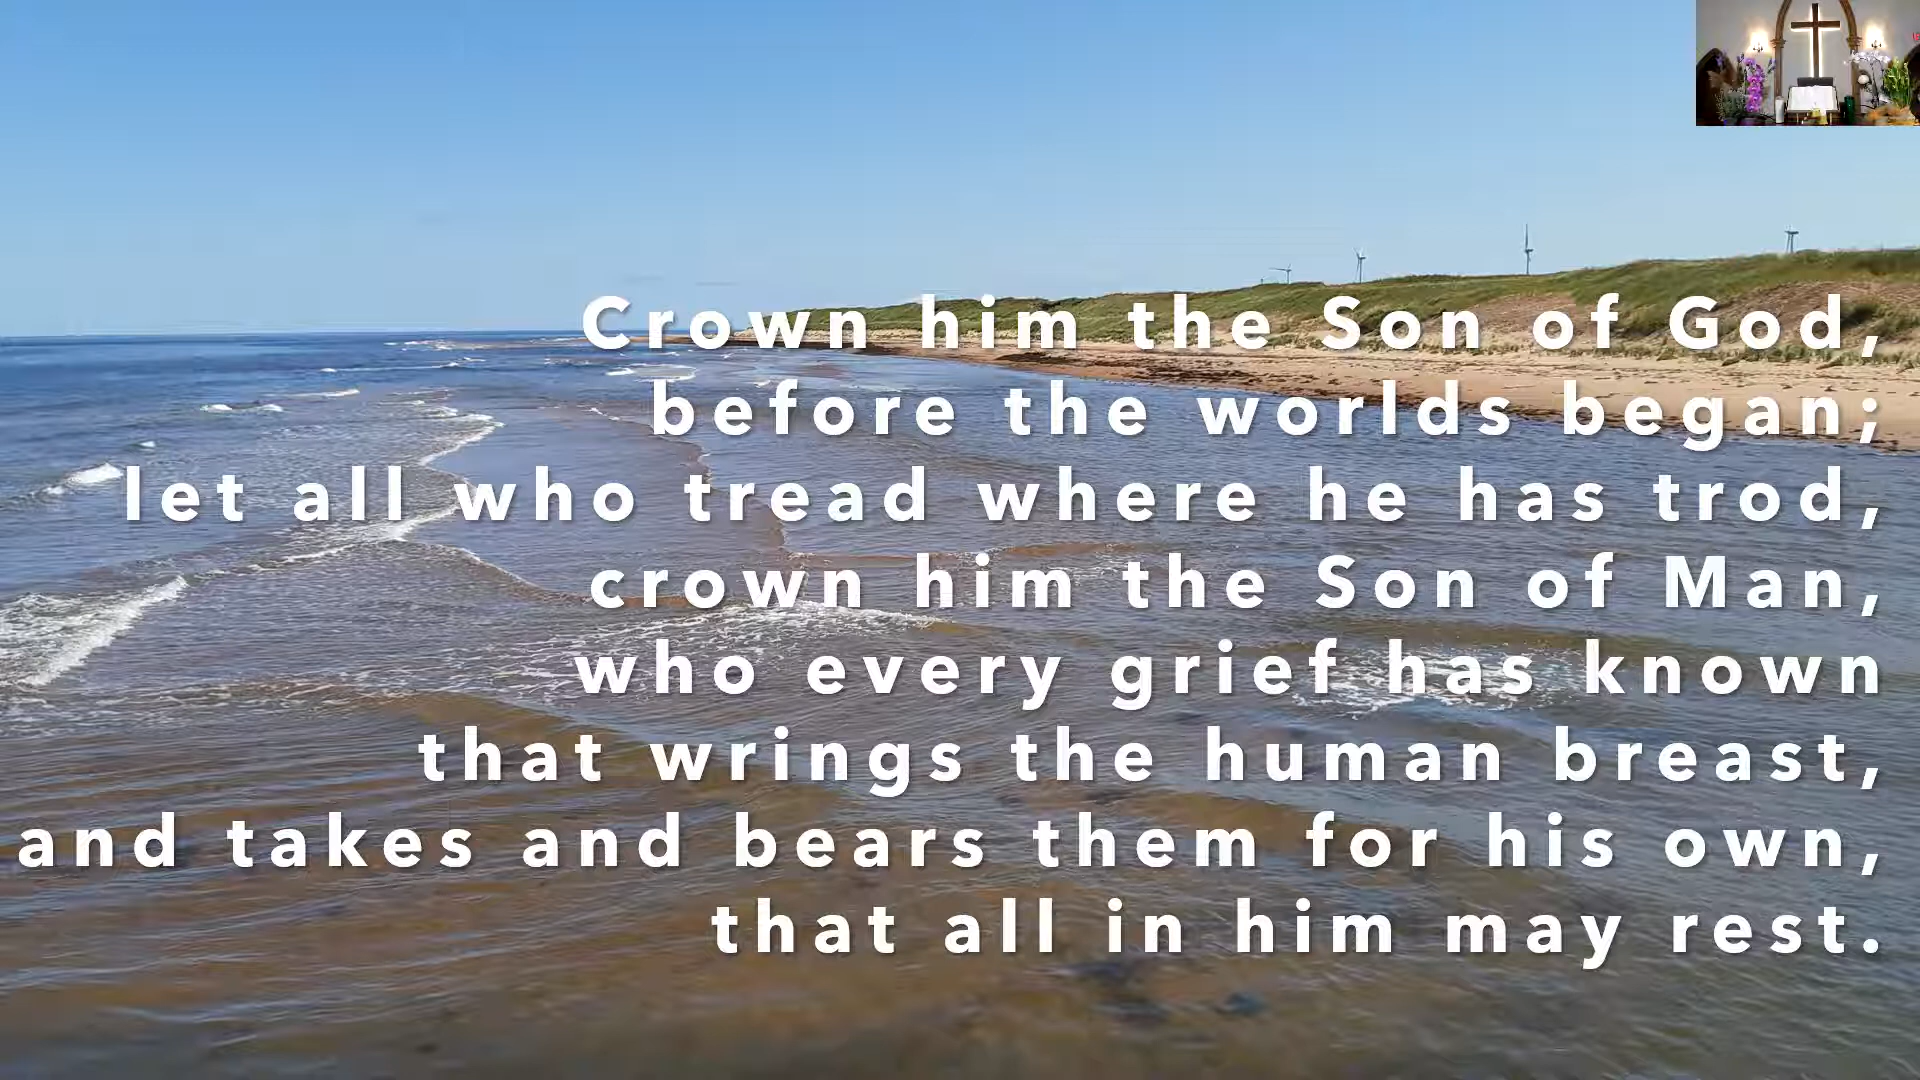 Crown him the Son of God,
before the worlds began;
let all who tread where he has trod,
crown him the Son of Man,
who every grief has known
that wrings the human breast,
and takes and bears them for his own,
that all in him may rest.